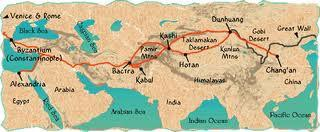 Venice & Rome
Black Sea
Byzantium
(Constantinople)
Caspian Sea
Alexandria
Egypt
Red Sea
Arabia
Bactra
Kabul
Pamir
Mtns
Kashi
Taklamakan
Desert
Hotan
Dunhuang
Gobi
Desert
Great Wall
Kunlun
Mtns
Himalayas
Chang'an
China
India
Arabian Sea
Indian Ocean
Pacific Ocean